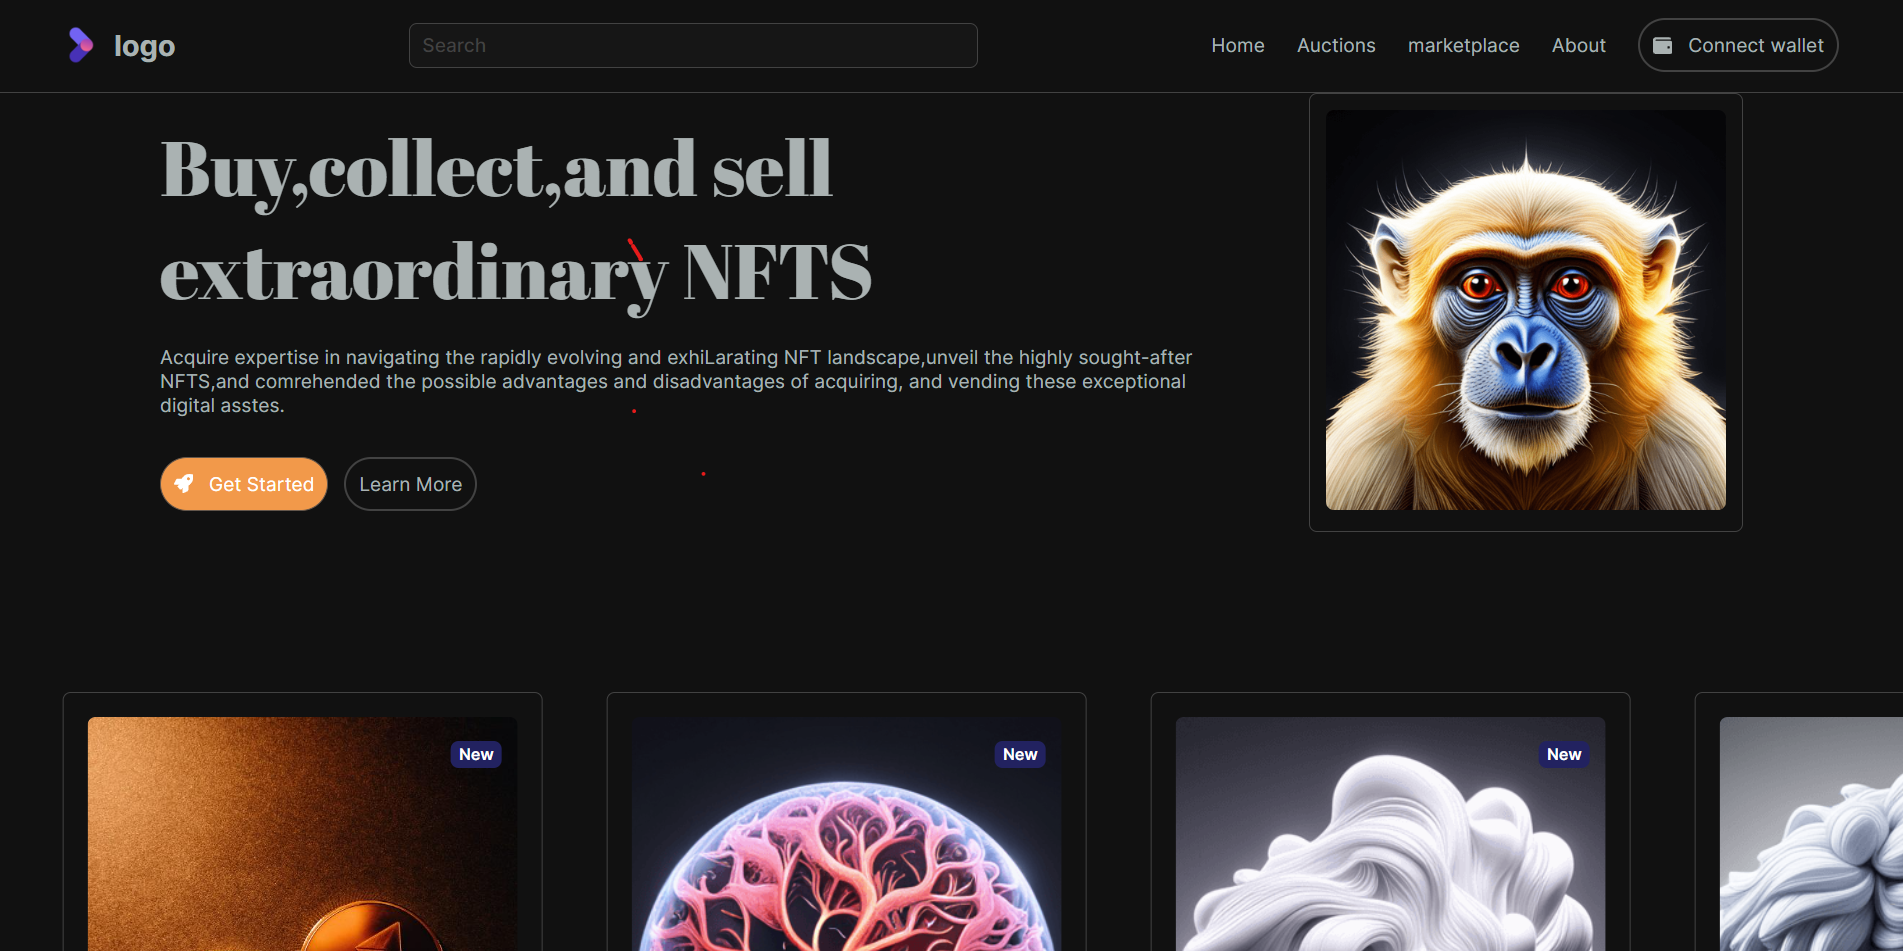 logo
Search
Home
Auctions
marketplace
About
Connect wallet
Buy,collect,and sell
extraordinary NFTS
Acquire expertise in navigating the rapidly evolving and exhiLarating NFT landscape,unveil the highly sought-after
NFTS,and comrehended the possible advantages and disadvantages of acquiring, and vending these exceptional
digital asstes.
Get Started
Learn More
New
New
New